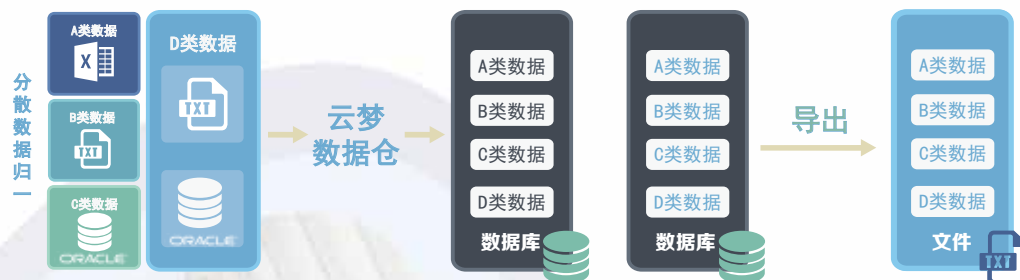 分散数据归一
A类数据
X
B类数据
TXT
C类数据
ORACLE
D类数据
TXT
ORACLE
云梦
数据仓
A类数据
B类数据
C类数据
D类数据
数据库
A类数据
B类数据
C类数据
D类数据
数据库
导出
A类数据
B类数据
C类数据
D类数据
文件
TXT